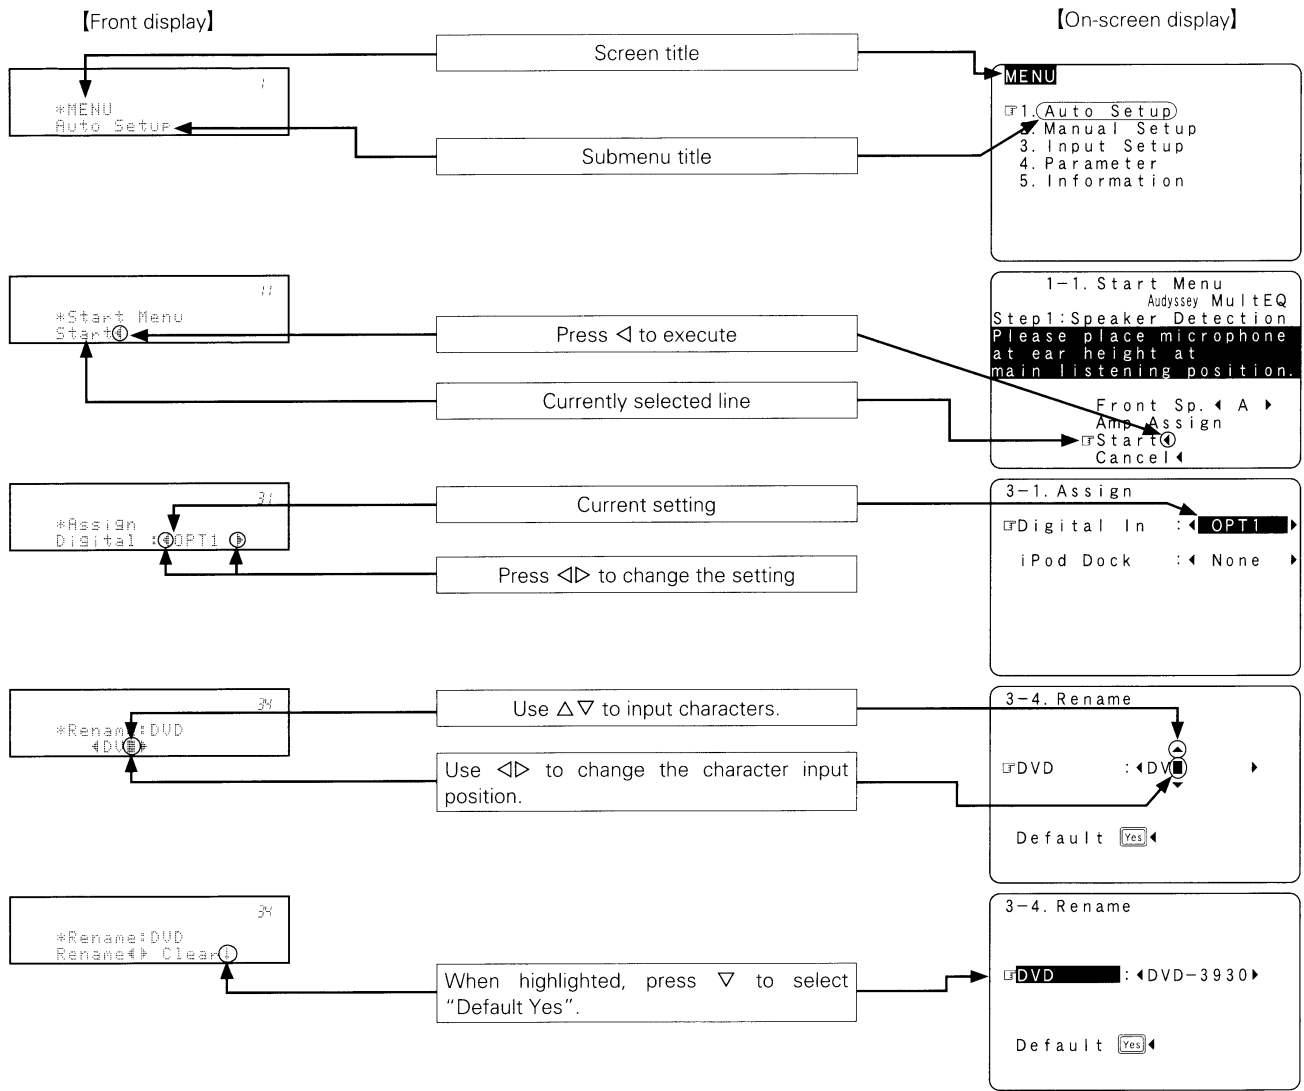 【Front display】
【On-screen display】
Screen title
1
*MENU
Auto Setup
MENU
☞1. Auto Setup
2. Manual Setup
3. Input Setup
4. Parameter
5. Information
Submenu title
11
*Start Menu
Start◀
Press ◁ to execute
Currently selected line
1-1. Start Menu
Audyssey MultEQ
Step1:Speaker Detection
Please place microphone
at ear height at
main listening position.
Front Sp. ◀ A ▶
Amp Assign
☞Start◀
Cancel◀
31
*Assign
Digital :◀OPT1 ▶
Current setting
Press ◁▷ to change the setting
3-1. Assign
☞Digital In :◀ OPT1 ▶
iPod Dock :◀ None ▶
34
*Rename:DVD
◀DV▶
Use △▽ to input characters.
Use ◁▷ to change the character input
position.
3-4. Rename
☞DVD :◀DV ▶
Default Yes◀
34
*Rename:DVD
Rename◀▶ Clear↓
When highlighted, press ▽ to select
“Default Yes”.
3-4. Rename
☞DVD :◀DVD-3930▶
Default Yes◀